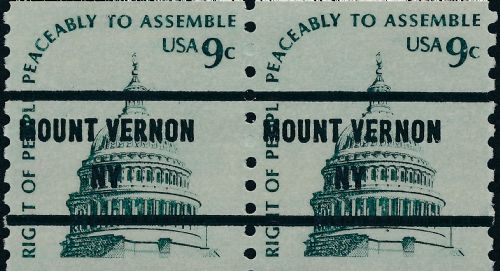 RIGHT OF PEOPL PEACEABLY TO ASSEMBLE
USA 9c
MOUNT VERNON
NY
RIGHT OF PEOPL PEACEABLY TO ASSEMBLE
USA 9c
MOUNT VERNON
NY